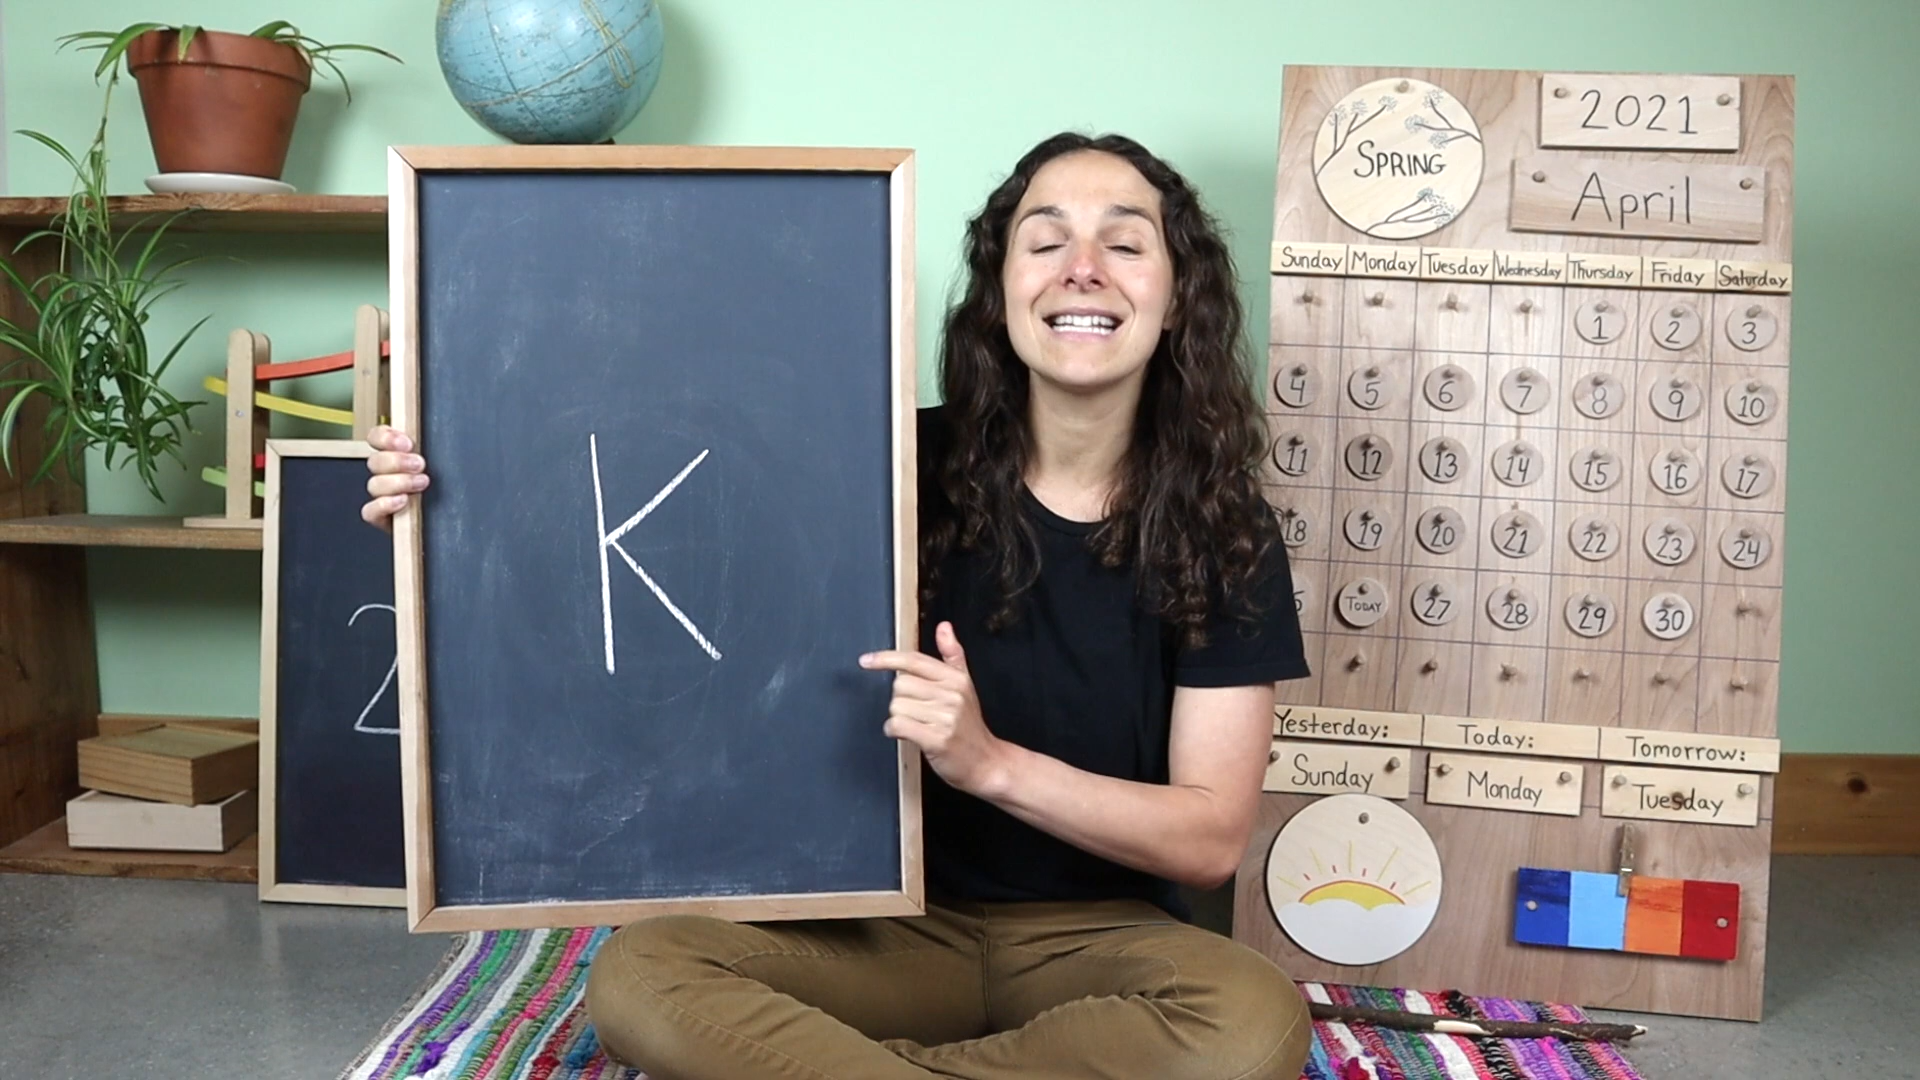 K
2
SPRING
2021
April
Sunday Monday Tuesday Wednesday Thursday Friday Saturday
1 2 3
4 5 6 7 8 9 10
11 12 13 14 15 16 17
18 19 20 21 22 23 24
TODAY 27 28 29 30
Yesterday: Today: Tomorrow:
Sunday Monday Tuesday